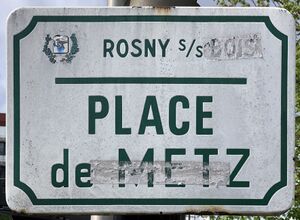 ROSNY s/s BOIS
PLACE
de METZ